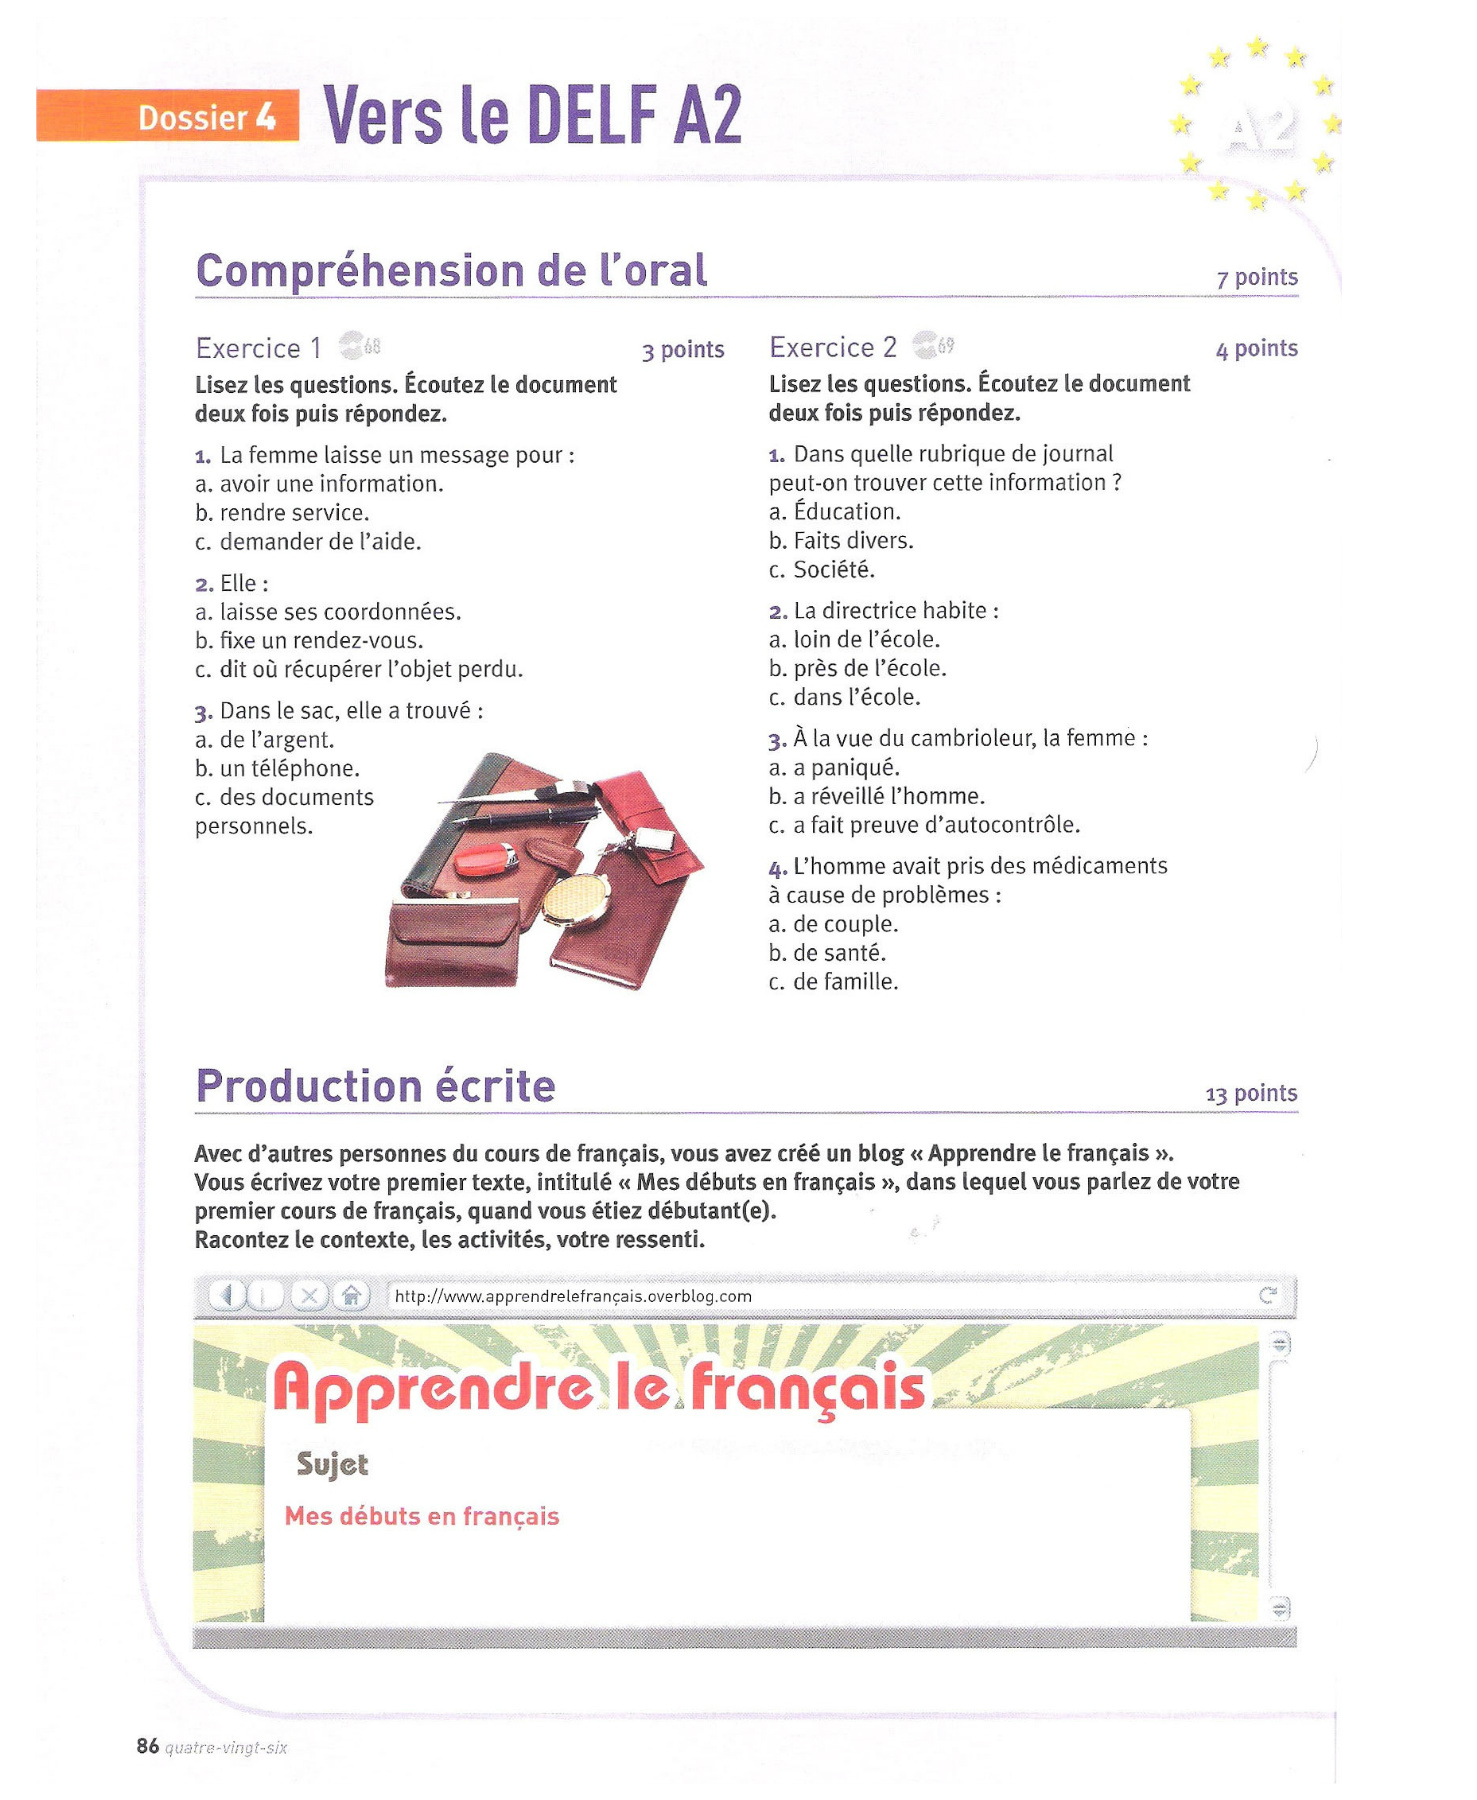 Dossier 4 Vers le DELF A2
A2
Compréhension de l'oral 7 points
Exercice 1 68 3 points
Lisez les questions. Écoutez le document
deux fois puis répondez.
1. La femme laisse un message pour :
a. avoir une information.
b. rendre service.
c. demander de l'aide.
2. Elle :
a. laisse ses coordonnées.
b. fixe un rendez-vous.
c. dit où récupérer l'objet perdu.
3. Dans le sac, elle a trouvé :
a. de l'argent.
b. un téléphone.
c. des documents
personnels.
Exercice 2 69 4 points
Lisez les questions. Écoutez le document
deux fois puis répondez.
1. Dans quelle rubrique de journal
peut-on trouver cette information ?
a. Éducation.
b. Faits divers.
c. Société.
2. La directrice habite :
a. loin de l'école.
b. près de l'école.
c. dans l'école.
3. À la vue du cambrioleur, la femme :
a. a paniqué.
b. a réveillé l'homme.
c. a fait preuve d'autocontrôle.
4. L'homme avait pris des médicaments
à cause de problèmes :
a. de couple.
b. de santé.
c. de famille.
Production écrite 13 points
Avec d'autres personnes du cours de français, vous avez créé un blog « Apprendre le français ».
Vous écrivez votre premier texte, intitulé « Mes débuts en français », dans lequel vous parlez de votre
premier cours de français, quand vous étiez débutant(e).
Racontez le contexte, les activités, votre ressenti.
http://www.apprendrelefrançais.overblog.com
Apprendre le français
Sujet
Mes débuts en français
86 quatre-vingt-six